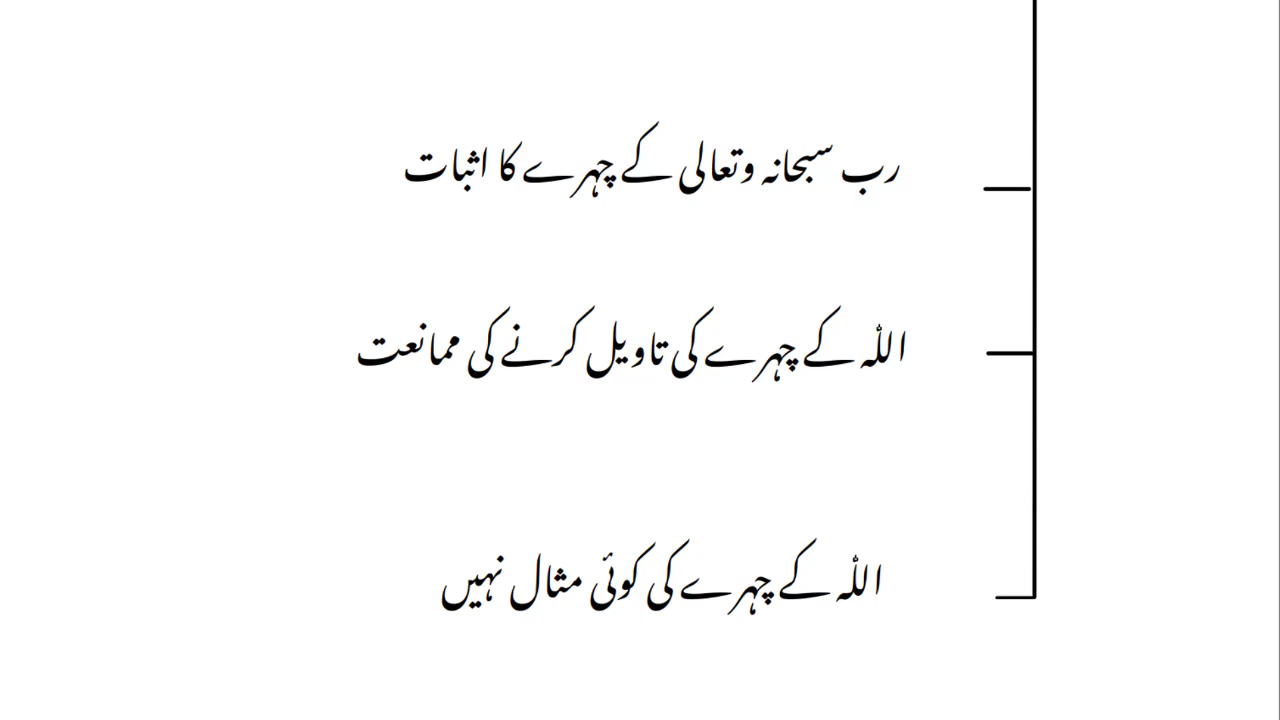 رب سبحانہ وتعالی کے چہرے کا اثبات
اللہ کے چہرے کی تاویل کرنے کی ممانعت
اللہ کے چہرے کی کوئی مثال نہیں